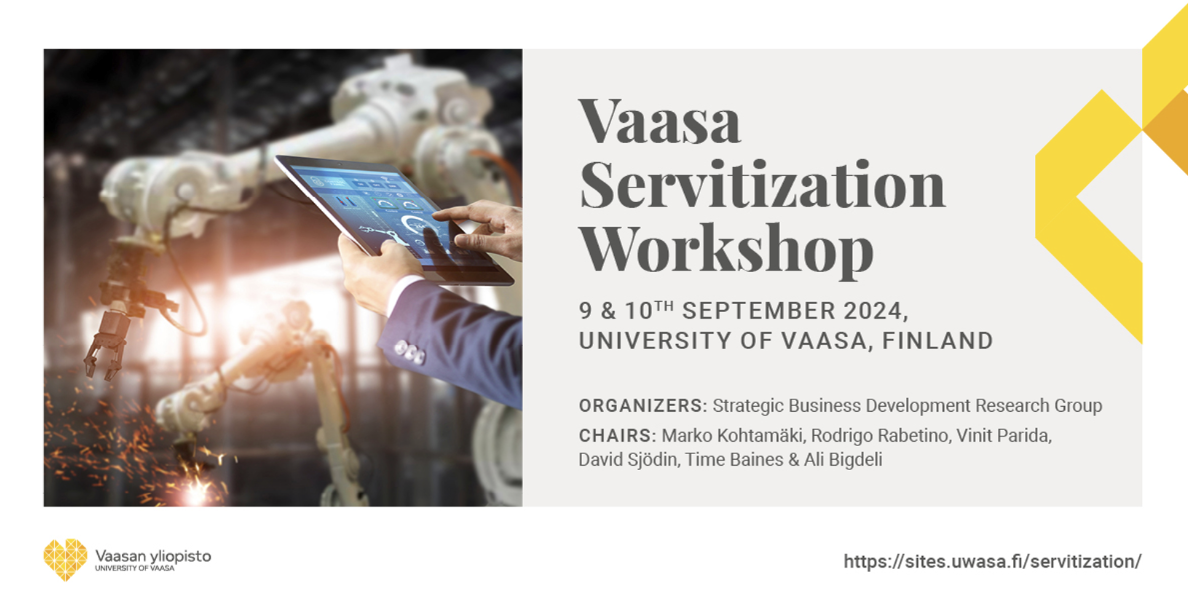 Vaasa
Servitization
Workshop
9 & 10TH SEPTEMBER 2024,
UNIVERSITY OF VAASA, FINLAND
ORGANIZERS: Strategic Business Development Research Group
CHAIRS: Marko Kohtamäki, Rodrigo Rabetino, Vinit Parida,
David Sjödin, Time Baines & Ali Bigdeli
Vaasan yliopisto
UNIVERSITY OF VAASA
https://sites.uwasa.fi/servitization/